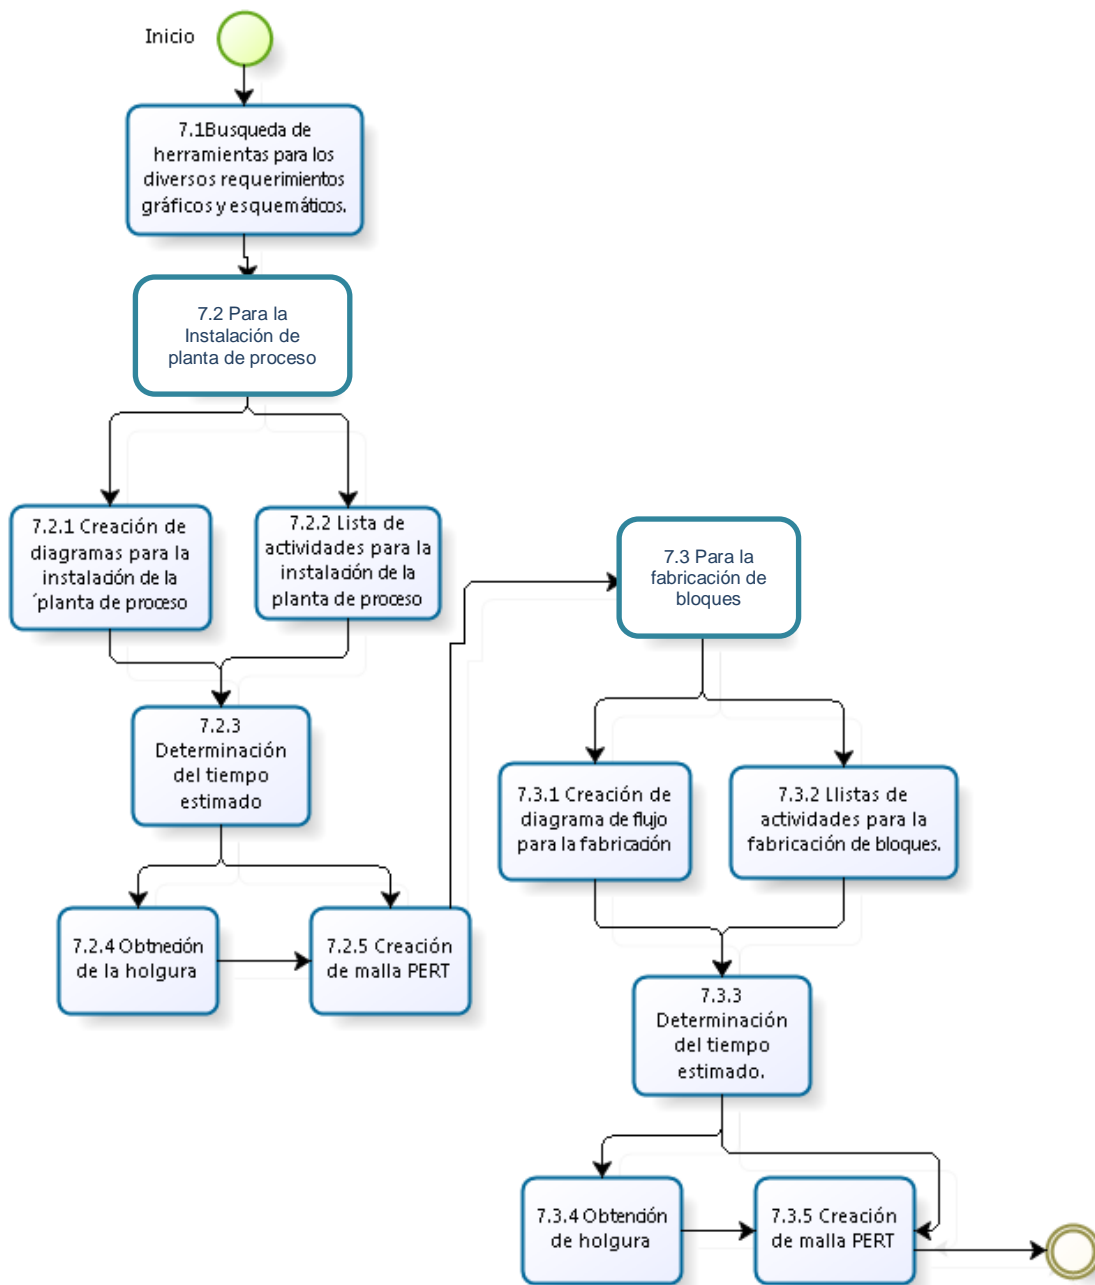 Inicio
7.1Busqueda de
herramientas para los
diversos requerimientos
gráficos y esquemáticos.
7.2 Para la
Instalación de
planta de proceso
7.2.1 Creación de
diagramas para la
instalación de la
´planta de proceso
7.2.2 Lista de
actividades para la
instalación de la
planta de proceso
7.2.3
Determinación
del tiempo
estimado
7.2.4 Obtneción
de la holgura
7.2.5 Creación
de malla PERT
7.3 Para la
fabricación de
bloques
7.3.1 Creación de
diagrama de flujo
para la fabricación
7.3.2 Llistas de
actividades para la
fabricación de bloques.
7.3.3
Determinación
del tiempo
estimado.
7.3.4 Obtención
de holgura
7.3.5 Creación
de malla PERT